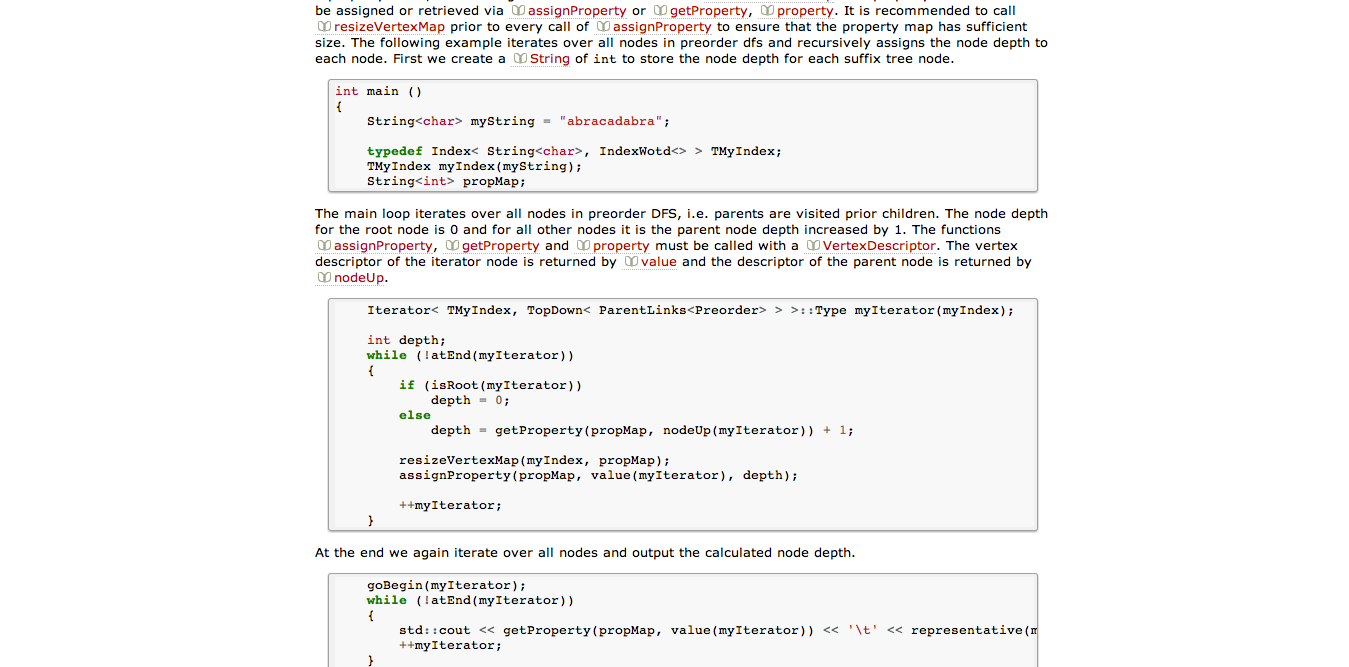 be assigned or retrieved via assignProperty or getProperty, property. It is recommended to call
resizeVertexMap prior to every call of assignProperty to ensure that the property map has sufficient
size. The following example iterates over all nodes in preorder dfs and recursively assigns the node depth to
each node. First we create a String of int to store the node depth for each suffix tree node.
int main ()
{
    String<char> myString = "abracadabra";
    typedef Index< String<char>, IndexWotd<> > TMyIndex;
    TMyIndex myIndex(myString);
    String<int> propMap;
The main loop iterates over all nodes in preorder DFS, i.e. parents are visited prior children. The node depth
for the root node is 0 and for all other nodes it is the parent node depth increased by 1. The functions
assignProperty, getProperty and property must be called with a VertexDescriptor. The vertex
descriptor of the iterator node is returned by value and the descriptor of the parent node is returned by
nodeUp.
    Iterator< TMyIndex, TopDown< ParentLinks<Preorder> > >::Type myIterator(myIndex);
    int depth;
    while (!atEnd(myIterator))
    {
        if (isRoot(myIterator))
            depth = 0;
        else
            depth = getProperty(propMap, nodeUp(myIterator)) + 1;
        resizeVertexMap(myIndex, propMap);
        assignProperty(propMap, value(myIterator), depth);
        ++myIterator;
    }
At the end we again iterate over all nodes and output the calculated node depth.
    goBegin(myIterator);
    while (!atEnd(myIterator))
    {
        std::cout << getProperty(propMap, value(myIterator)) << '\t' << representative(
        ++myIterator;
    }